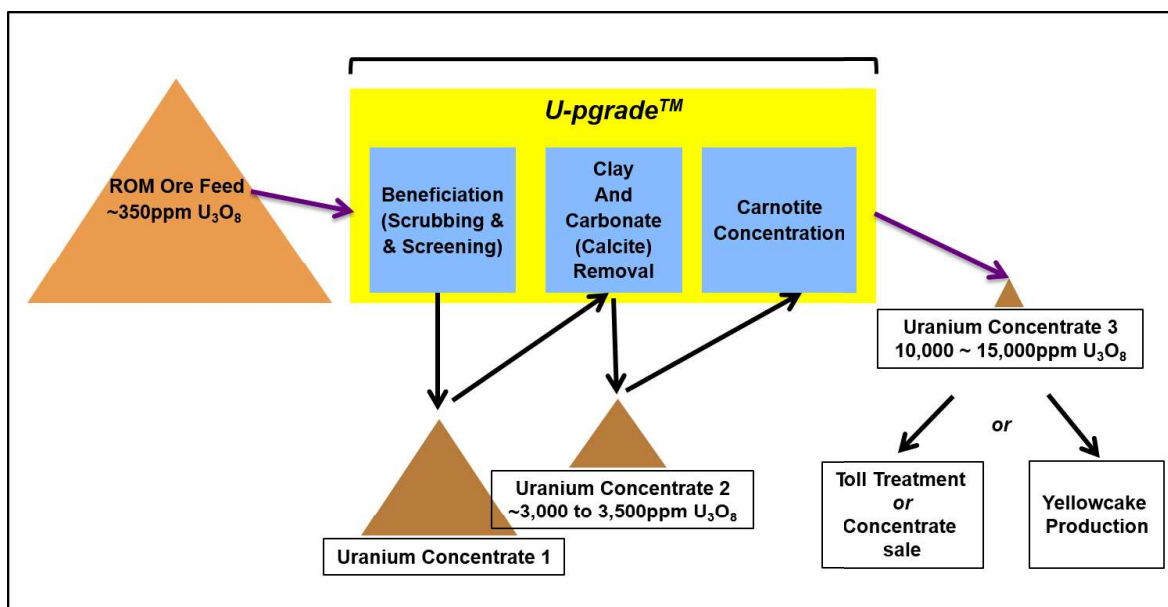 U-pgrade™
ROM Ore Feed
~350ppm U₃O₈
Beneficiation
(Scrubbing &
& Screening)
Clay
And
Carbonate
(Calcite)
Removal
Carnotite
Concentration
Uranium Concentrate 1
Uranium Concentrate 2
~3,000 to 3,500ppm U₃O₈
Uranium Concentrate 3
10,000 ~ 15,000ppm U₃O₈
or
Toll Treatment
or
Concentrate
sale
Yellowcake
Production